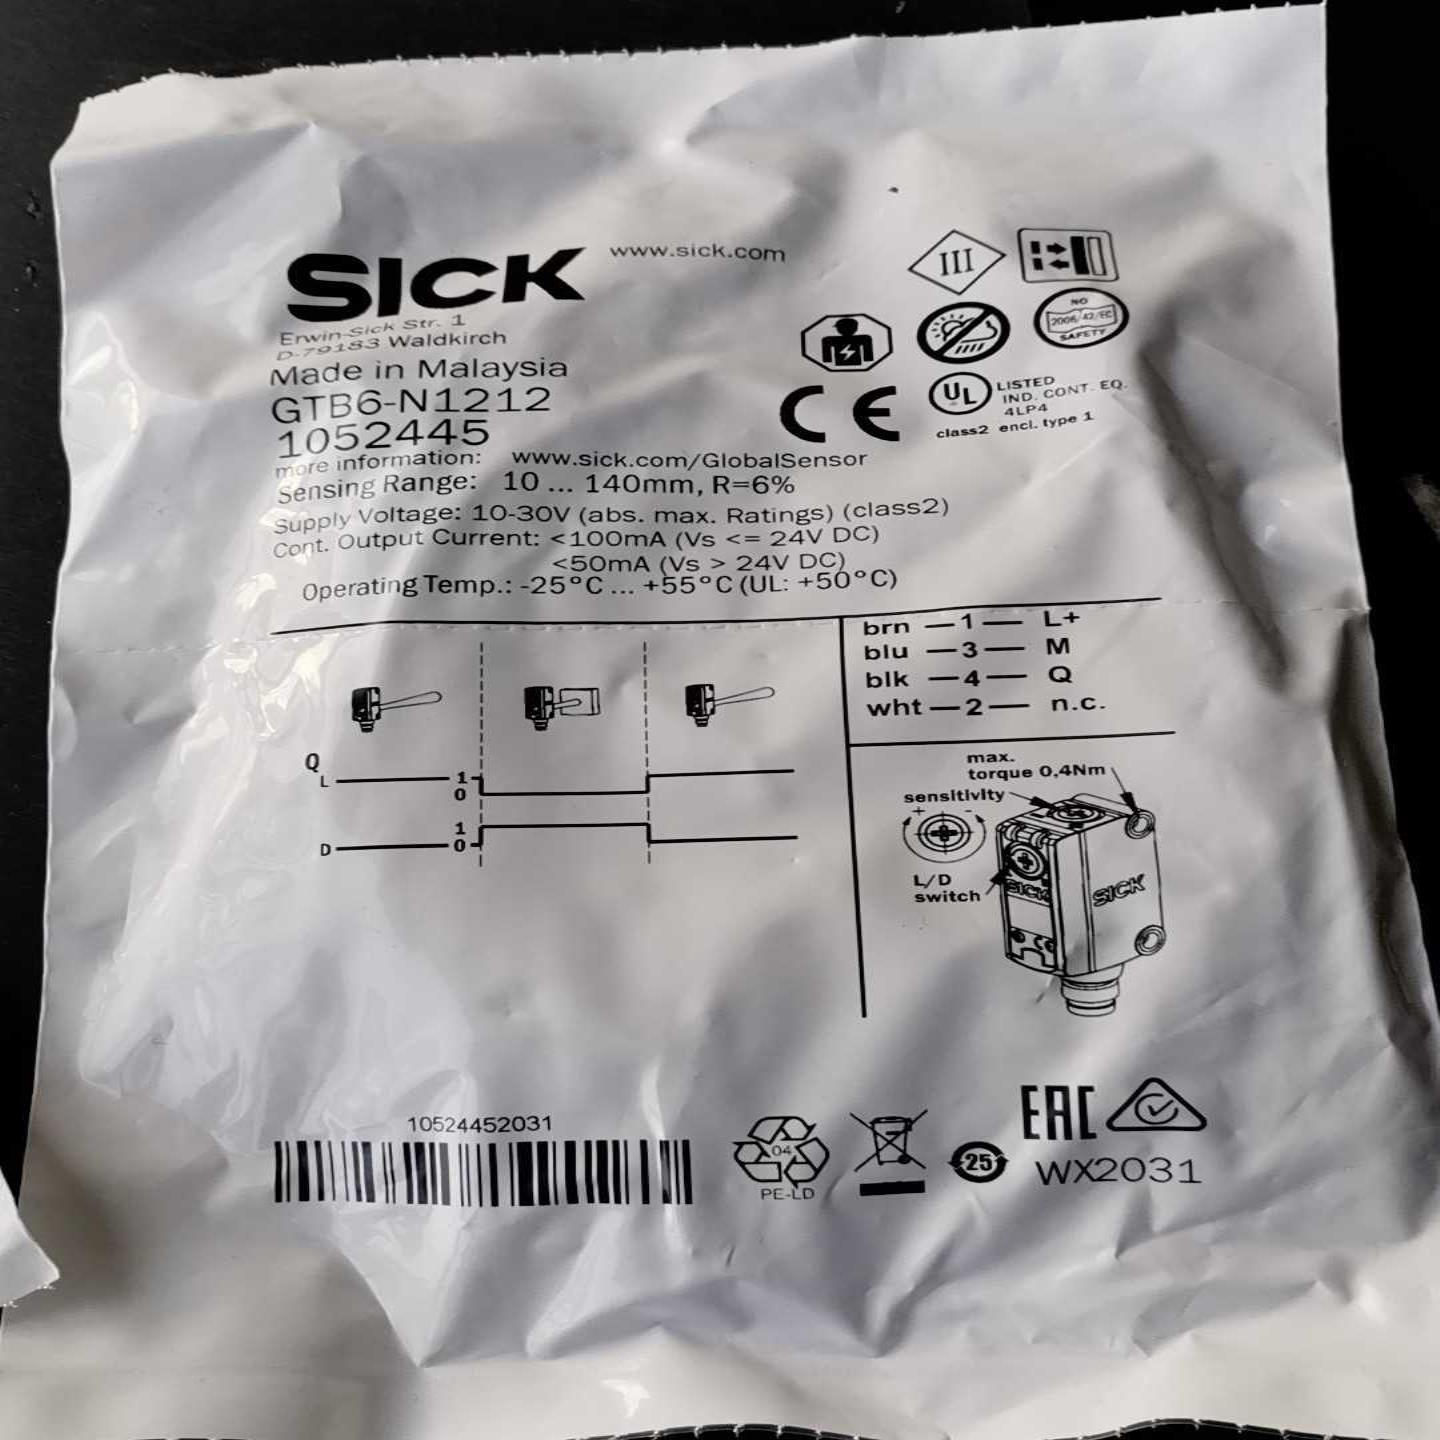 SICK www.sick.com
Erwin-Sick Str. 1
D-79183 Waldkirch
Made in Malaysia
GTB6-N1212
1052445
more information: www.sick.com/GlobalSensor
Sensing Range: 10 ... 140mm, R=6%
Supply Voltage: 10-30V (abs. max. Ratings) (class2)
Cont. Output Current: <100mA (Vs <= 24V DC)
<50mA (Vs > 24V DC)
Operating Temp.: -25°C ... +55°C (UL: +50°C)
III
NO
2006/42/EC
SAFETY
CE
UL
LISTED
IND. CONT. EQ.
4LP4
class2 encl. type 1
Q
L 1
0
1
D 0
brn —1— L+
blu —3— M
blk —4— Q
wht —2— n.c.
max.
torque 0,4Nm
sensitivity
+ -
L/D
switch
SICK
SICK
CE
10524452031
04
PE-LD
25
EAC
WX2031